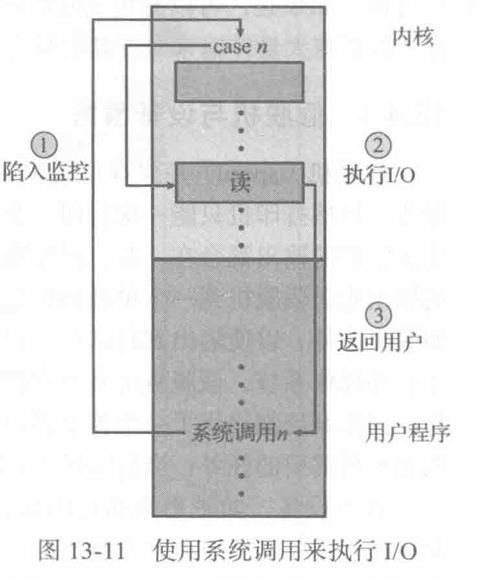 内核
case n
①
陷入监控
②
执行I/O
读
③
返回用户
系统调用n
用户程序
图 13-11 使用系统调用来执行 I/O